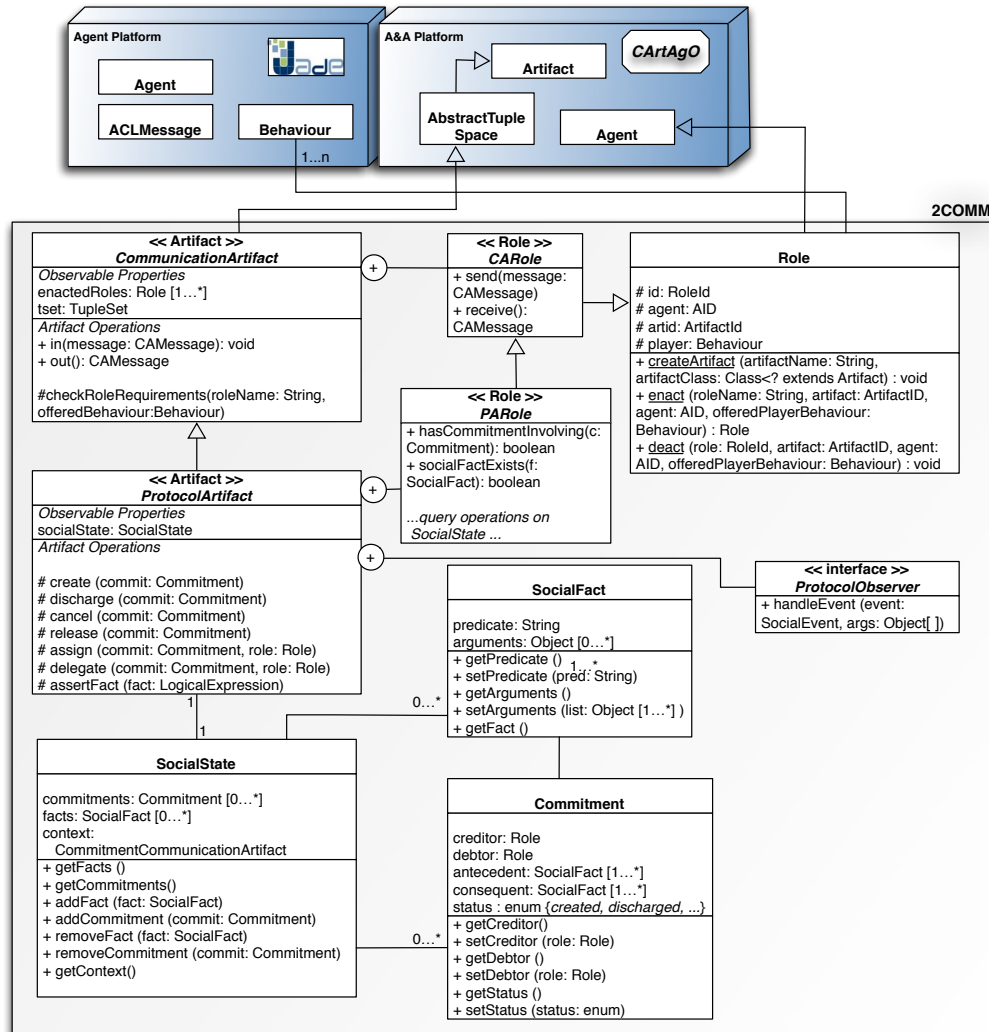 Agent Platform
Jade
Agent
ACLMessage
Behaviour
1...n
A&A Platform
CArtAgO
Artifact
AbstractTuple
Space
Agent
2COMM
<< Artifact >>
CommunicationArtifact
Observable Properties
enactedRoles: Role [1...*]
tset: TupleSet
Artifact Operations
+ in(message: CAMessage): void
+ out(): CAMessage
#checkRoleRequirements(roleName: String,
offeredBehaviour:Behaviour)
+
<< Role >>
CARole
+ send(message:
CAMessage)
+ receive():
CAMessage
Role
# id: RoleId
# agent: AID
# artid: ArtifactId
# player: Behaviour
+ createArtifact (artifactName: String,
artifactClass: Class<? extends Artifact) : void
+ enact (roleName: String, artifact: ArtifactID,
agent: AID, offeredPlayerBehaviour:
Behaviour) : Role
+ deact (role: RoleId, artifact: ArtifactID, agent:
AID, offeredPlayerBehaviour: Behaviour) : void
<< Role >>
PARole
+ hasCommitmentInvolving(c:
Commitment): boolean
+ socialFactExists(f:
SocialFact): boolean
...query operations on
SocialState ...
<< Artifact >>
ProtocolArtifact
Observable Properties
socialState: SocialState
Artifact Operations
# create (commit: Commitment)
# discharge (commit: Commitment)
# cancel (commit: Commitment)
# release (commit: Commitment)
# assign (commit: Commitment, role: Role)
# delegate (commit: Commitment, role: Role)
# assertFact (fact: LogicalExpression)
+
+
<< interface >>
ProtocolObserver
+ handleEvent (event:
SocialEvent, args: Object[ ])
SocialFact
predicate: String
arguments: Object [0...*]
+ getPredicate ()
1...*
+ setPredicate (pred: String)
+ getArguments ()
+ setArguments (list: Object [1...*] )
+ getFact ()
1
1
0...*
SocialState
commitments: Commitment [0...*]
facts: SocialFact [0...*]
context:
CommitmentCommunicationArtifact
+ getFacts ()
+ getCommitments()
+ addFact (fact: SocialFact)
+ addCommitment (commit: Commitment)
+ removeFact (fact: SocialFact)
+ removeCommitment (commit: Commitment)
+ getContext()
0...*
Commitment
creditor: Role
debtor: Role
antecedent: SocialFact [1...*]
consequent: SocialFact [1...*]
status : enum {created, discharged, ...}
+ getCreditor()
+ setCreditor (role: Role)
+ getDebtor ()
+ setDebtor (role: Role)
+ getStatus ()
+ setStatus (status: enum)